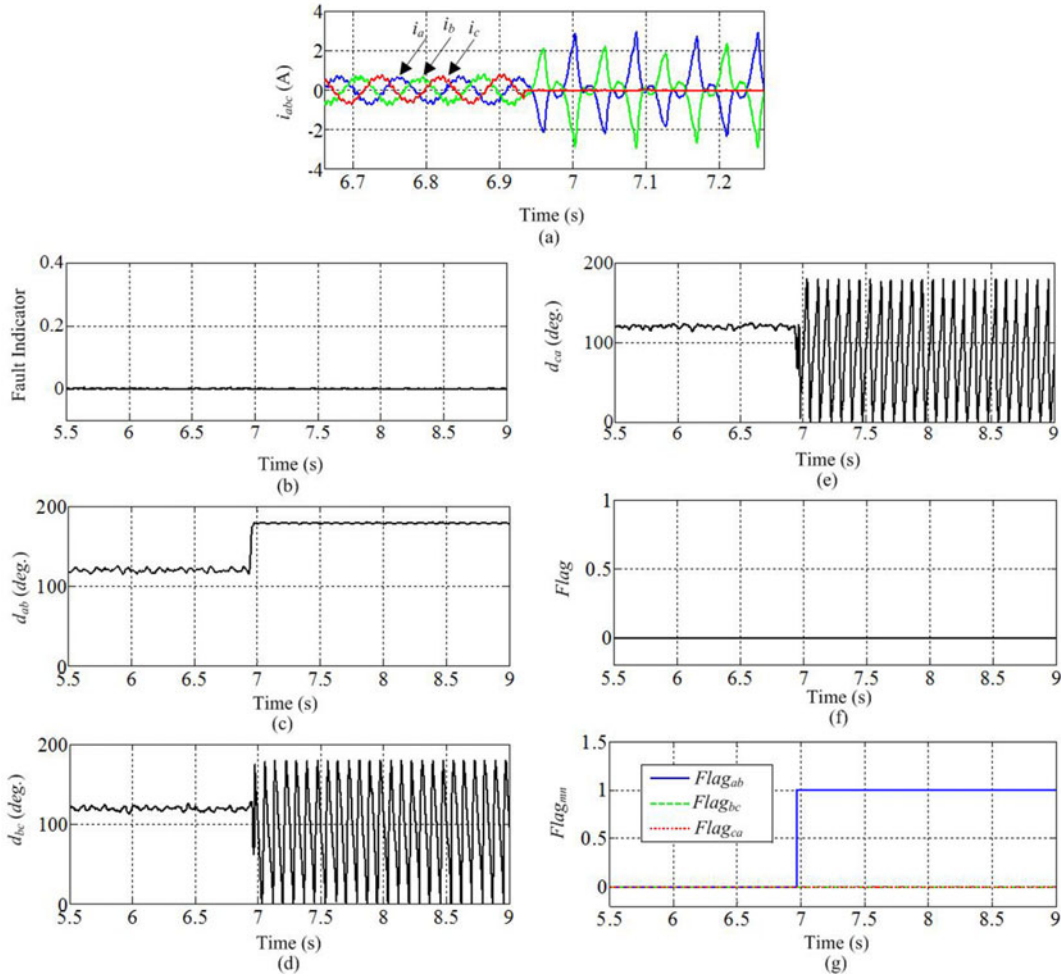 4
2
0
-2
-4
i_abc (A)
i_a i_b i_c
6.7 6.8 6.9 7 7.1 7.2
Time (s)
(a)
0.4
0.2
0
Fault Indicator
5.5 6 6.5 7 7.5 8 8.5 9
Time (s)
(b)
200
100
0
d_ca (deg.)
5.5 6 6.5 7 7.5 8 8.5 9
Time (s)
(e)
200
100
0
d_ab (deg.)
5.5 6 6.5 7 7.5 8 8.5 9
Time (s)
(c)
1
0.5
0
Flag
5.5 6 6.5 7 7.5 8 8.5 9
Time (s)
(f)
200
100
0
d_bc (deg.)
5.5 6 6.5 7 7.5 8 8.5 9
Time (s)
(d)
1.5
1
0.5
0
Flag_mn
Flag_ab
Flag_bc
Flag_ca
5.5 6 6.5 7 7.5 8 8.5 9
Time (s)
(g)